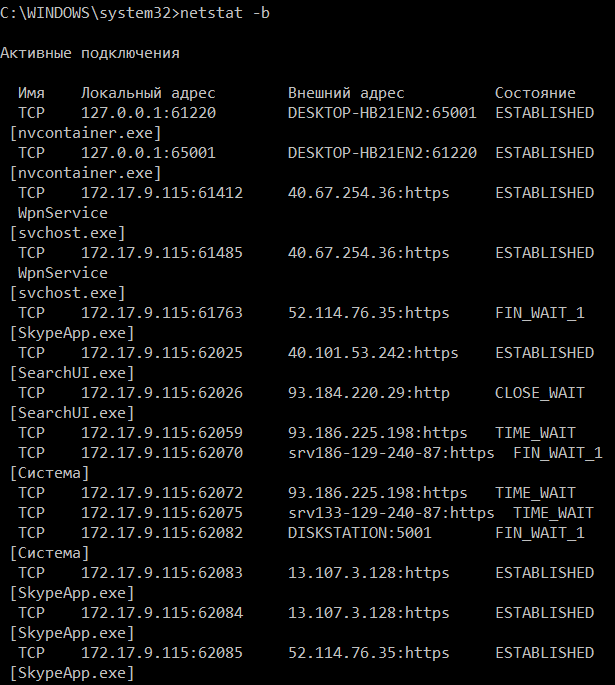 C:\WINDOWS\system32>netstat -b
Активные подключения
Имя Локальный адрес Внешний адрес Состояние
TCP 127.0.0.1:61220 DESKTOP-HB21EN2:65001 ESTABLISHED
[nvcontainer.exe]
TCP 127.0.0.1:65001 DESKTOP-HB21EN2:61220 ESTABLISHED
[nvcontainer.exe]
TCP 172.17.9.115:61412 40.67.254.36:https ESTABLISHED
WpnService
[svchost.exe]
TCP 172.17.9.115:61485 40.67.254.36:https ESTABLISHED
WpnService
[svchost.exe]
TCP 172.17.9.115:61763 52.114.76.35:https FIN_WAIT_1
[SkypeApp.exe]
TCP 172.17.9.115:62025 40.101.53.242:https ESTABLISHED
[SearchUI.exe]
TCP 172.17.9.115:62026 93.184.220.29:http CLOSE_WAIT
[SearchUI.exe]
TCP 172.17.9.115:62059 93.186.225.198:https TIME_WAIT
TCP 172.17.9.115:62070 srv186-129-240-87:https FIN_WAIT_1
[Система]
TCP 172.17.9.115:62072 93.186.225.198:https TIME_WAIT
TCP 172.17.9.115:62075 srv133-129-240-87:https TIME_WAIT
TCP 172.17.9.115:62082 DISKSTATION:5001 FIN_WAIT_1
[Система]
TCP 172.17.9.115:62083 13.107.3.128:https ESTABLISHED
[SkypeApp.exe]
TCP 172.17.9.115:62084 13.107.3.128:https ESTABLISHED
[SkypeApp.exe]
TCP 172.17.9.115:62085 52.114.76.35:https ESTABLISHED
[SkypeApp.exe]